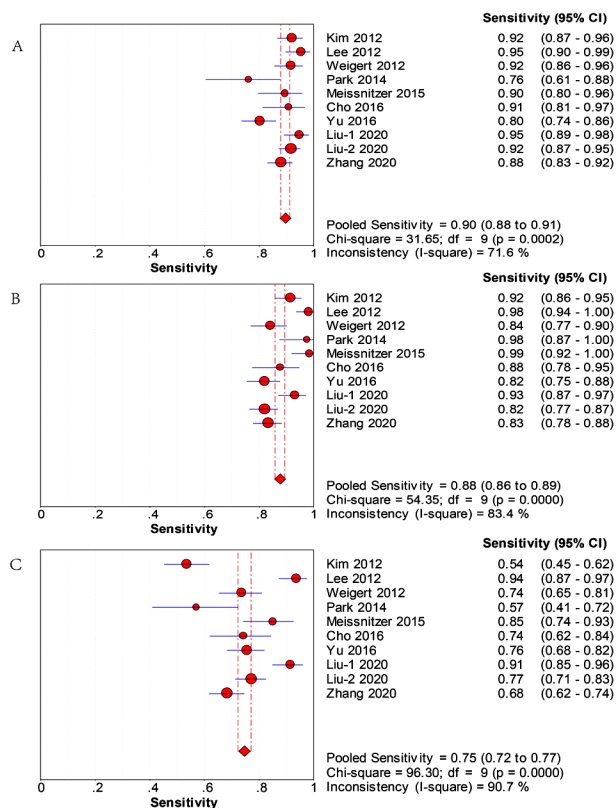 A
Sensitivity (95% CI)
Kim 2012 0.92 (0.87 - 0.96)
Lee 2012 0.95 (0.90 - 0.99)
Weigert 2012 0.92 (0.86 - 0.96)
Park 2014 0.76 (0.61 - 0.88)
Meissnitzer 2015 0.90 (0.80 - 0.96)
Cho 2016 0.91 (0.81 - 0.97)
Yu 2016 0.80 (0.74 - 0.86)
Liu-1 2020 0.95 (0.89 - 0.98)
Liu-2 2020 0.92 (0.87 - 0.95)
Zhang 2020 0.88 (0.83 - 0.92)
Pooled Sensitivity = 0.90 (0.88 to 0.91)
Chi-square = 31.65; df = 9 (p = 0.0002)
Inconsistency (I-square) = 71.6 %
0 .2 .4 .6 .8 1
Sensitivity
B
Sensitivity (95% CI)
Kim 2012 0.92 (0.86 - 0.95)
Lee 2012 0.98 (0.94 - 1.00)
Weigert 2012 0.84 (0.77 - 0.90)
Park 2014 0.98 (0.87 - 1.00)
Meissnitzer 2015 0.99 (0.92 - 1.00)
Cho 2016 0.88 (0.78 - 0.95)
Yu 2016 0.82 (0.75 - 0.88)
Liu-1 2020 0.93 (0.87 - 0.97)
Liu-2 2020 0.82 (0.77 - 0.87)
Zhang 2020 0.83 (0.78 - 0.88)
Pooled Sensitivity = 0.88 (0.86 to 0.89)
Chi-square = 54.35; df = 9 (p = 0.0000)
Inconsistency (I-square) = 83.4 %
0 .2 .4 .6 .8 1
Sensitivity
C
Sensitivity (95% CI)
Kim 2012 0.54 (0.45 - 0.62)
Lee 2012 0.94 (0.87 - 0.97)
Weigert 2012 0.74 (0.65 - 0.81)
Park 2014 0.57 (0.41 - 0.72)
Meissnitzer 2015 0.85 (0.74 - 0.93)
Cho 2016 0.74 (0.62 - 0.84)
Yu 2016 0.76 (0.68 - 0.82)
Liu-1 2020 0.91 (0.85 - 0.96)
Liu-2 2020 0.77 (0.71 - 0.83)
Zhang 2020 0.68 (0.62 - 0.74)
Pooled Sensitivity = 0.75 (0.72 to 0.77)
Chi-square = 96.30; df = 9 (p = 0.0000)
Inconsistency (I-square) = 90.7 %
0 .2 .4 .6 .8 1
Sensitivity